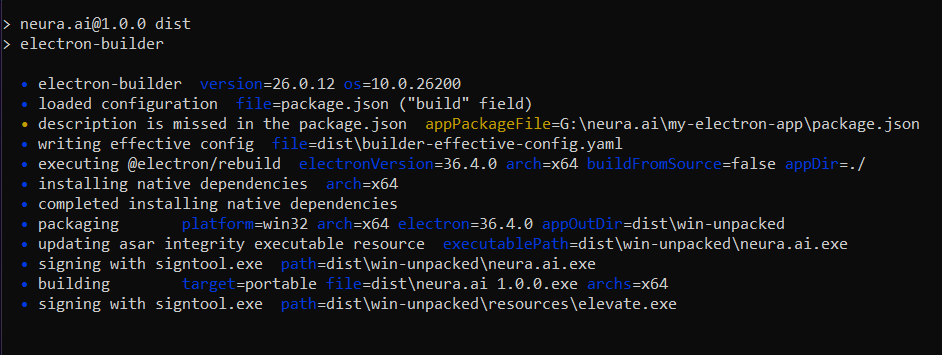 > neura.ai@1.0.0 dist
> electron-builder
• electron-builder  version=26.0.12 os=10.0.26200
• loaded configuration  file=package.json ("build" field)
• description is missed in the package.json  appPackageFile=G:\neura.ai\my-electron-app\package.json
• writing effective config  file=dist\builder-effective-config.yaml
• executing @electron/rebuild  electronVersion=36.4.0 arch=x64 buildFromSource=false appDir=./
• installing native dependencies  arch=x64
• completed installing native dependencies
• packaging       platform=win32 arch=x64 electron=36.4.0 appOutDir=dist\win-unpacked
• updating asar integrity executable resource  executablePath=dist\win-unpacked\neura.ai.exe
• signing with signtool.exe  path=dist\win-unpacked\neura.ai.exe
• building        target=portable file=dist\neura.ai 1.0.0.exe archs=x64
• signing with signtool.exe  path=dist\win-unpacked\resources\elevate.exe